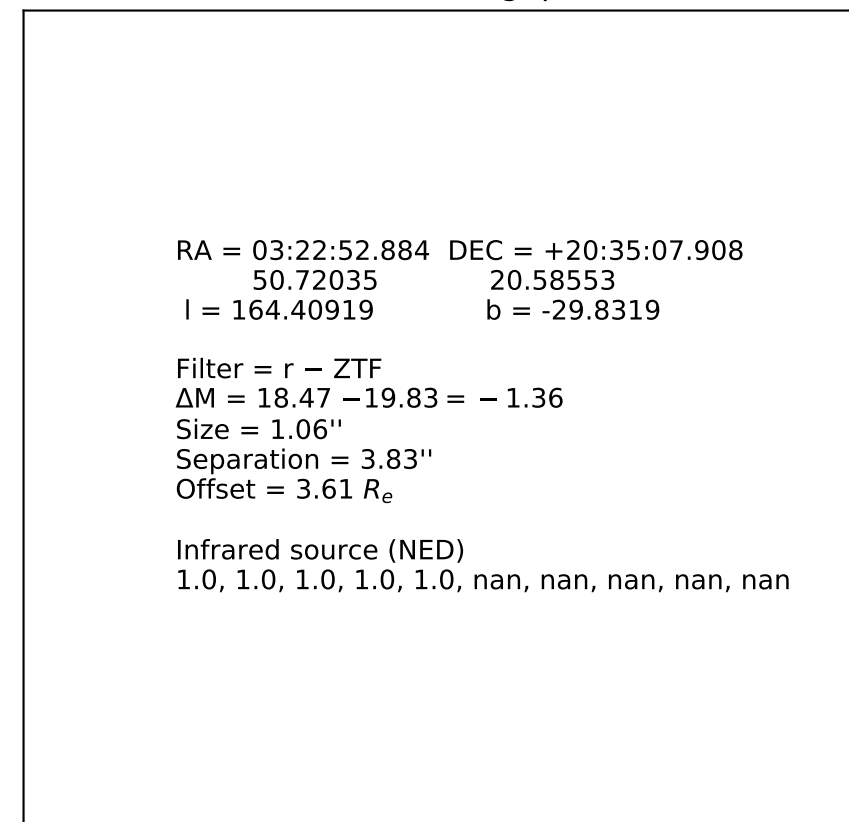 RA = 03:22:52.884 DEC = +20:35:07.908
50.72035 20.58553
l = 164.40919 b = -29.8319
Filter = r − ZTF
ΔM = 18.47 −19.83 = − 1.36
Size = 1.06''
Separation = 3.83''
Offset = 3.61 Re
Infrared source (NED)
1.0, 1.0, 1.0, 1.0, 1.0, nan, nan, nan, nan, nan